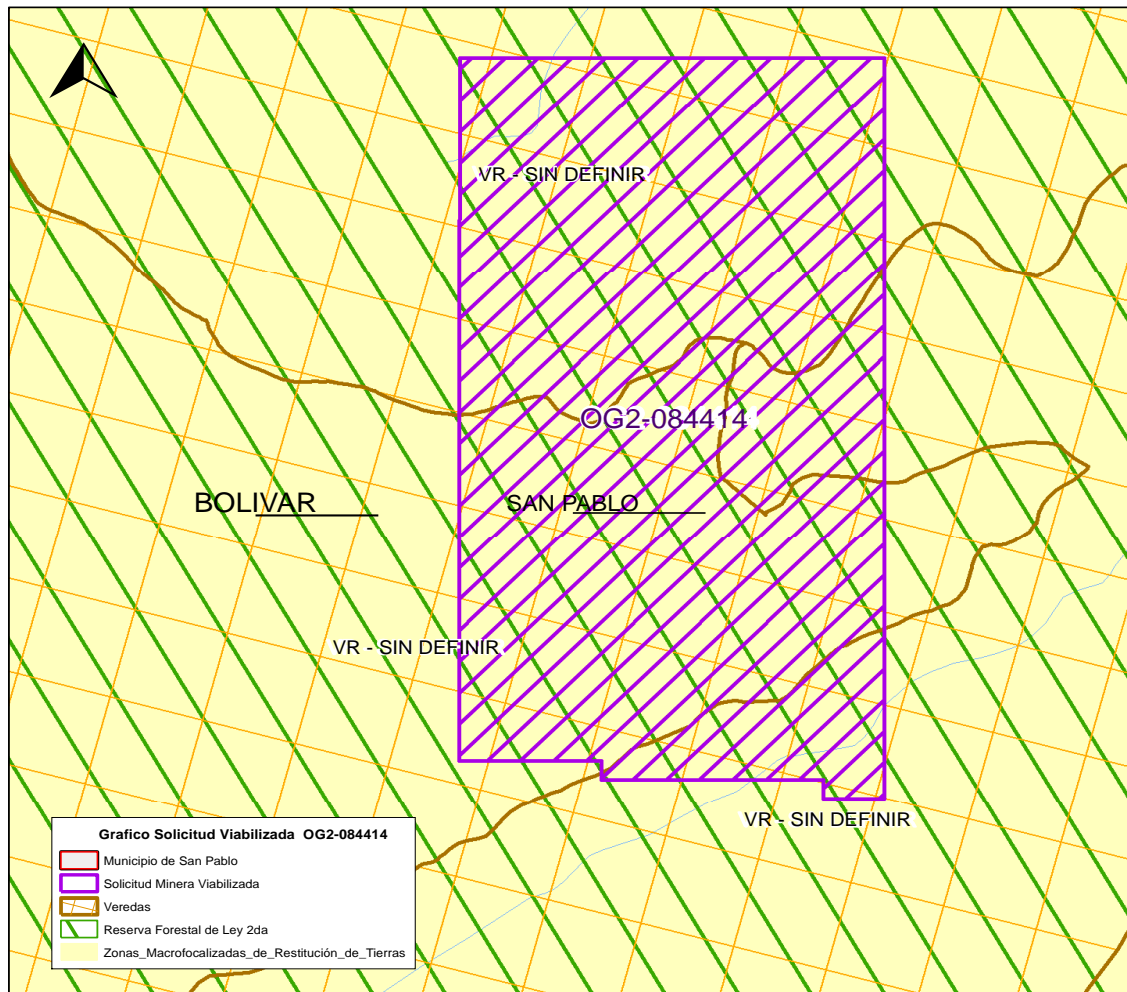 VR - SIN DEFINIR
OG2-084414
BOLIVAR
SAN PABLO
VR - SIN DEFINIR
VR - SIN DEFINIR
Grafico Solicitud Viabilizada OG2-084414
Municipio de San Pablo
Solicitud Minera Viabilizada
Veredas
Reserva Forestal de Ley 2da
Zonas_Macrofocalizadas_de_Restitución_de_Tierras